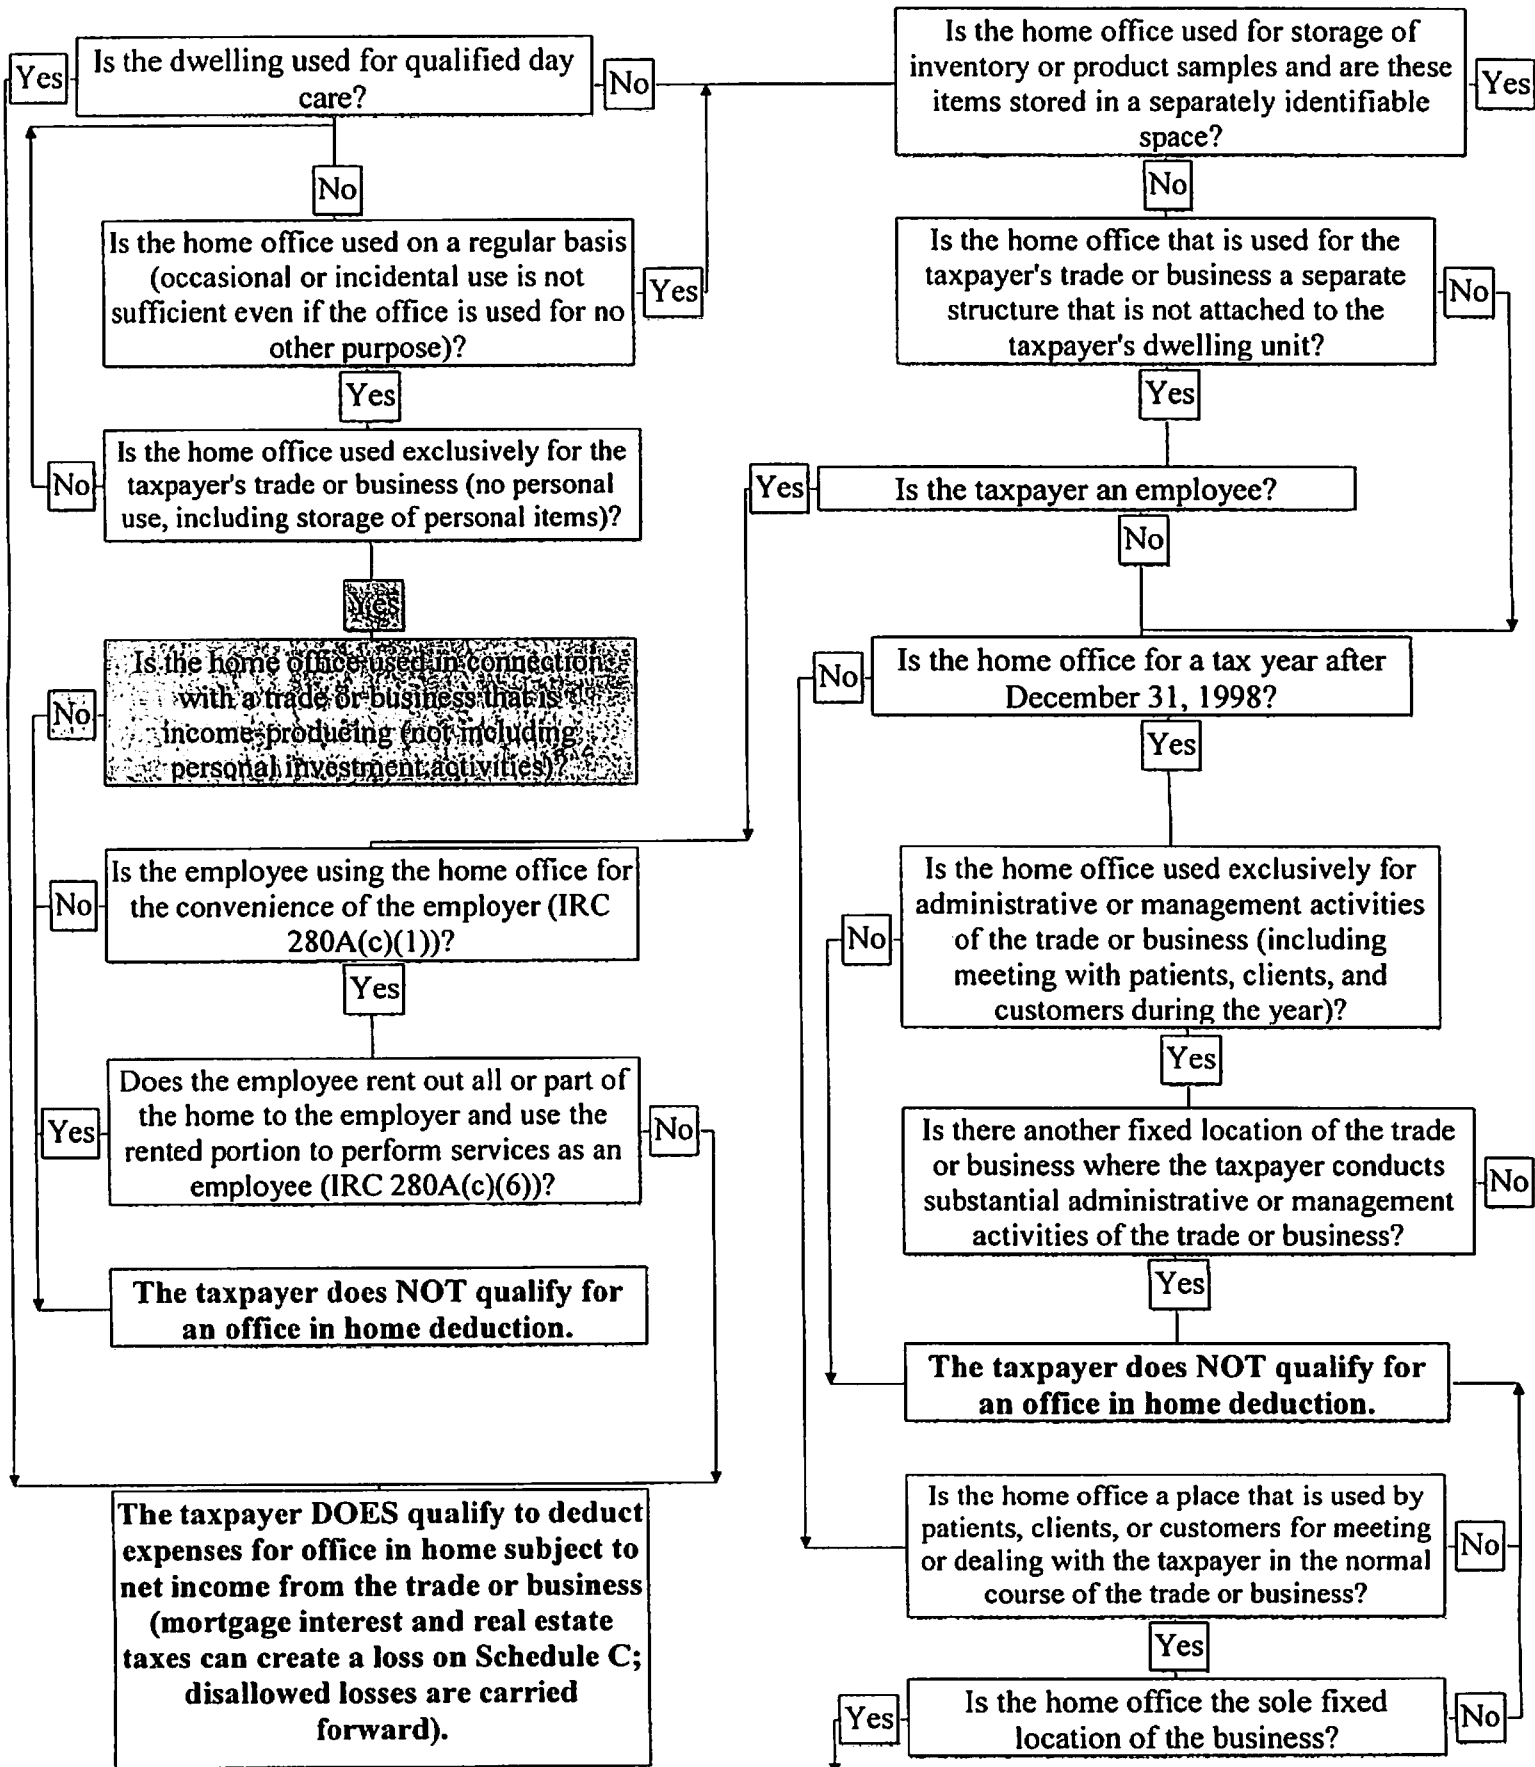 Yes
Is the dwelling used for qualified day
care?
No
No
Is the home office used on a regular basis
(occasional or incidental use is not
sufficient even if the office is used for no
other purpose)?
Yes
Yes
No
Is the home office used exclusively for the
taxpayer's trade or business (no personal
use, including storage of personal items)?
Yes
No
Is the home office used in connection
with a trade or business that is
income-producing (not including
personal investment activities)?
No
Is the employee using the home office for
the convenience of the employer (IRC
280A(c)(1))?
Yes
Yes
Does the employee rent out all or part of
the home to the employer and use the
rented portion to perform services as an
employee (IRC 280A(c)(6))?
No
The taxpayer does NOT qualify for
an office in home deduction.
The taxpayer DOES qualify to deduct
expenses for office in home subject to
net income from the trade or business
(mortgage interest and real estate
taxes can create a loss on Schedule C;
disallowed losses are carried
forward).
Is the home office used for storage of
inventory or product samples and are these
items stored in a separately identifiable
space?
Yes
No
Is the home office that is used for the
taxpayer's trade or business a separate
structure that is not attached to the
taxpayer's dwelling unit?
No
Yes
Yes
Is the taxpayer an employee?
No
No
Is the home office for a tax year after
December 31, 1998?
Yes
No
Is the home office used exclusively for
administrative or management activities
of the trade or business (including
meeting with patients, clients, and
customers during the year)?
Yes
Is there another fixed location of the trade
or business where the taxpayer conducts
substantial administrative or management
activities of the trade or business?
No
Yes
The taxpayer does NOT qualify for
an office in home deduction.
Is the home office a place that is used by
patients, clients, or customers for meeting
or dealing with the taxpayer in the normal
course of the trade or business?
No
Yes
Yes
Is the home office the sole fixed
location of the business?
No